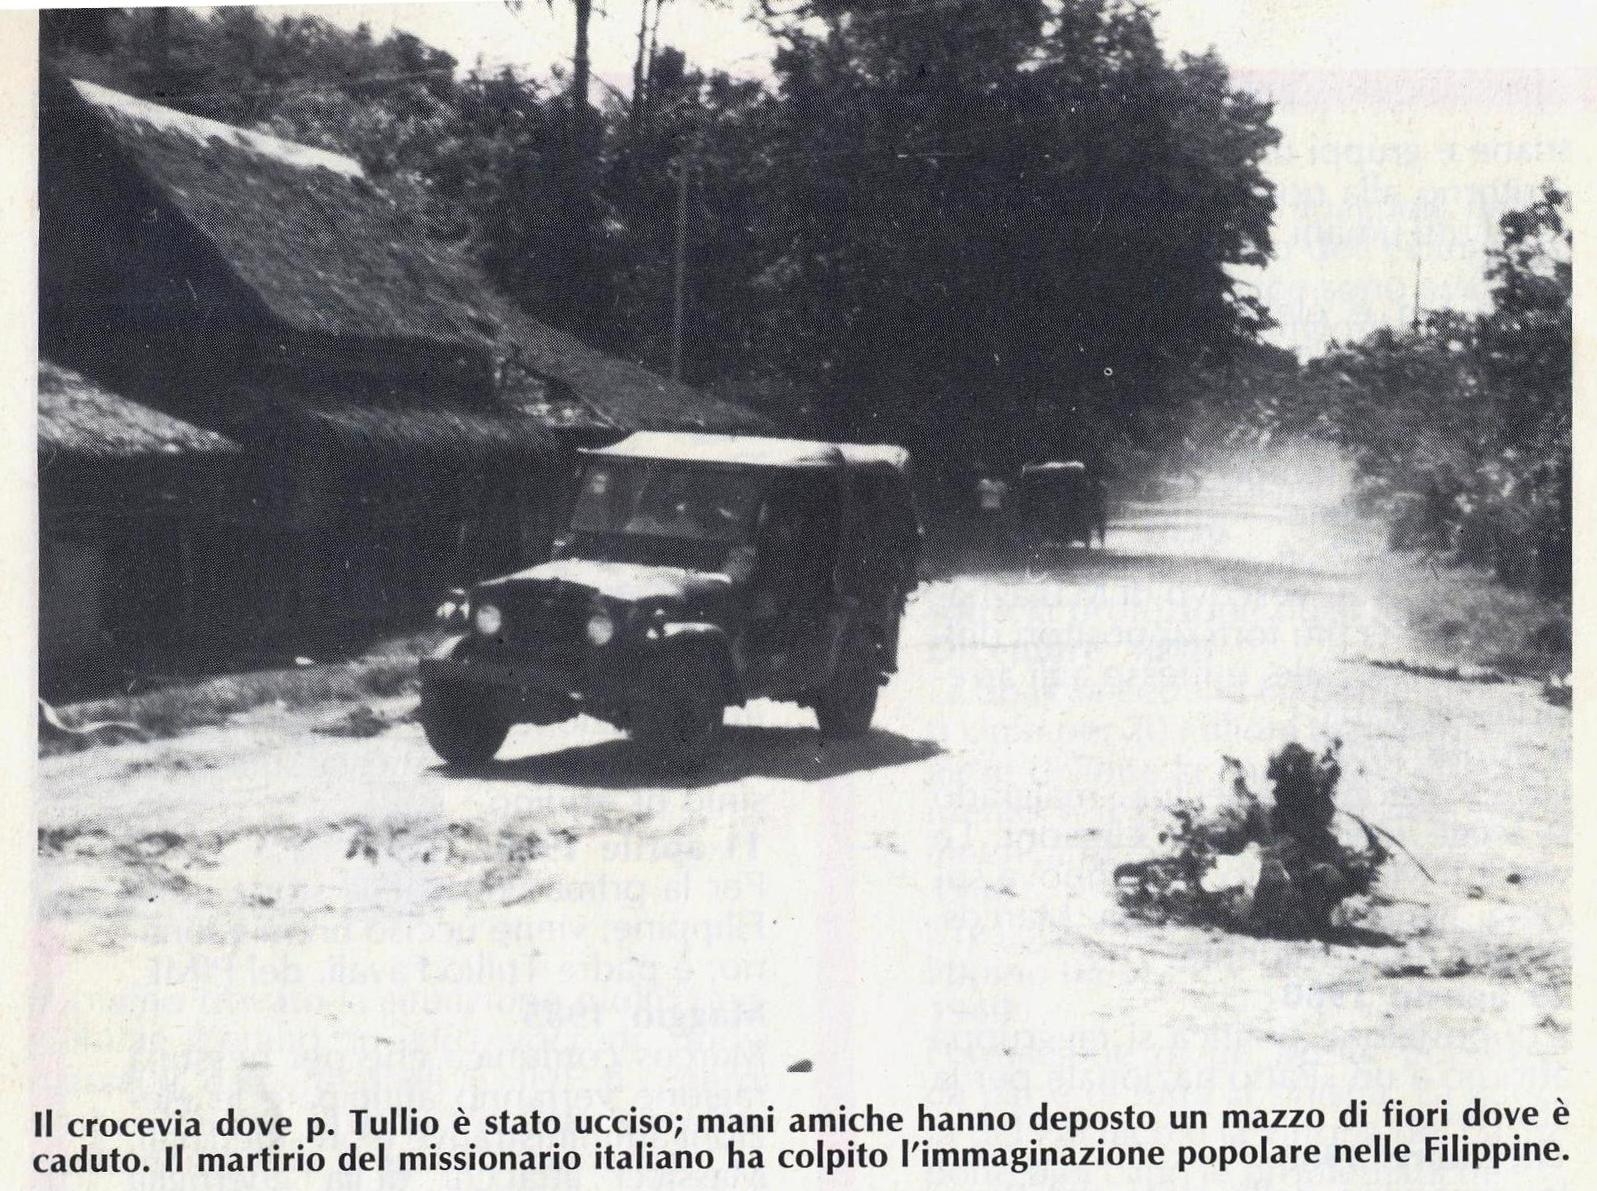 Il crocevia dove p. Tullio è stato ucciso; mani amiche hanno deposto un mazzo di fiori dove è
caduto. Il martirio del missionario italiano ha colpito l'immaginazione popolare nelle Filippine.